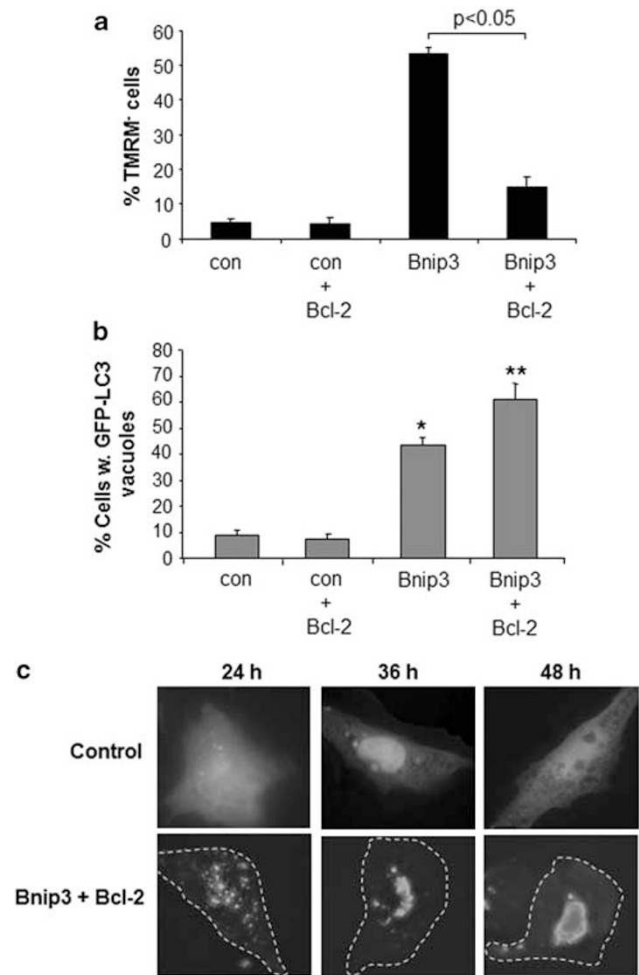 a
p<0.05
% TMRM- cells
60
50
40
30
20
10
0
con
con
+
Bcl-2
Bnip3
Bnip3
+
Bcl-2
b
% Cells w. GFP-LC3
vacuoles
80
70
60
50
40
30
20
10
0
*
**
con
con
+
Bcl-2
Bnip3
Bnip3
+
Bcl-2
c
24 h
36 h
48 h
Control
Bnip3 + Bcl-2